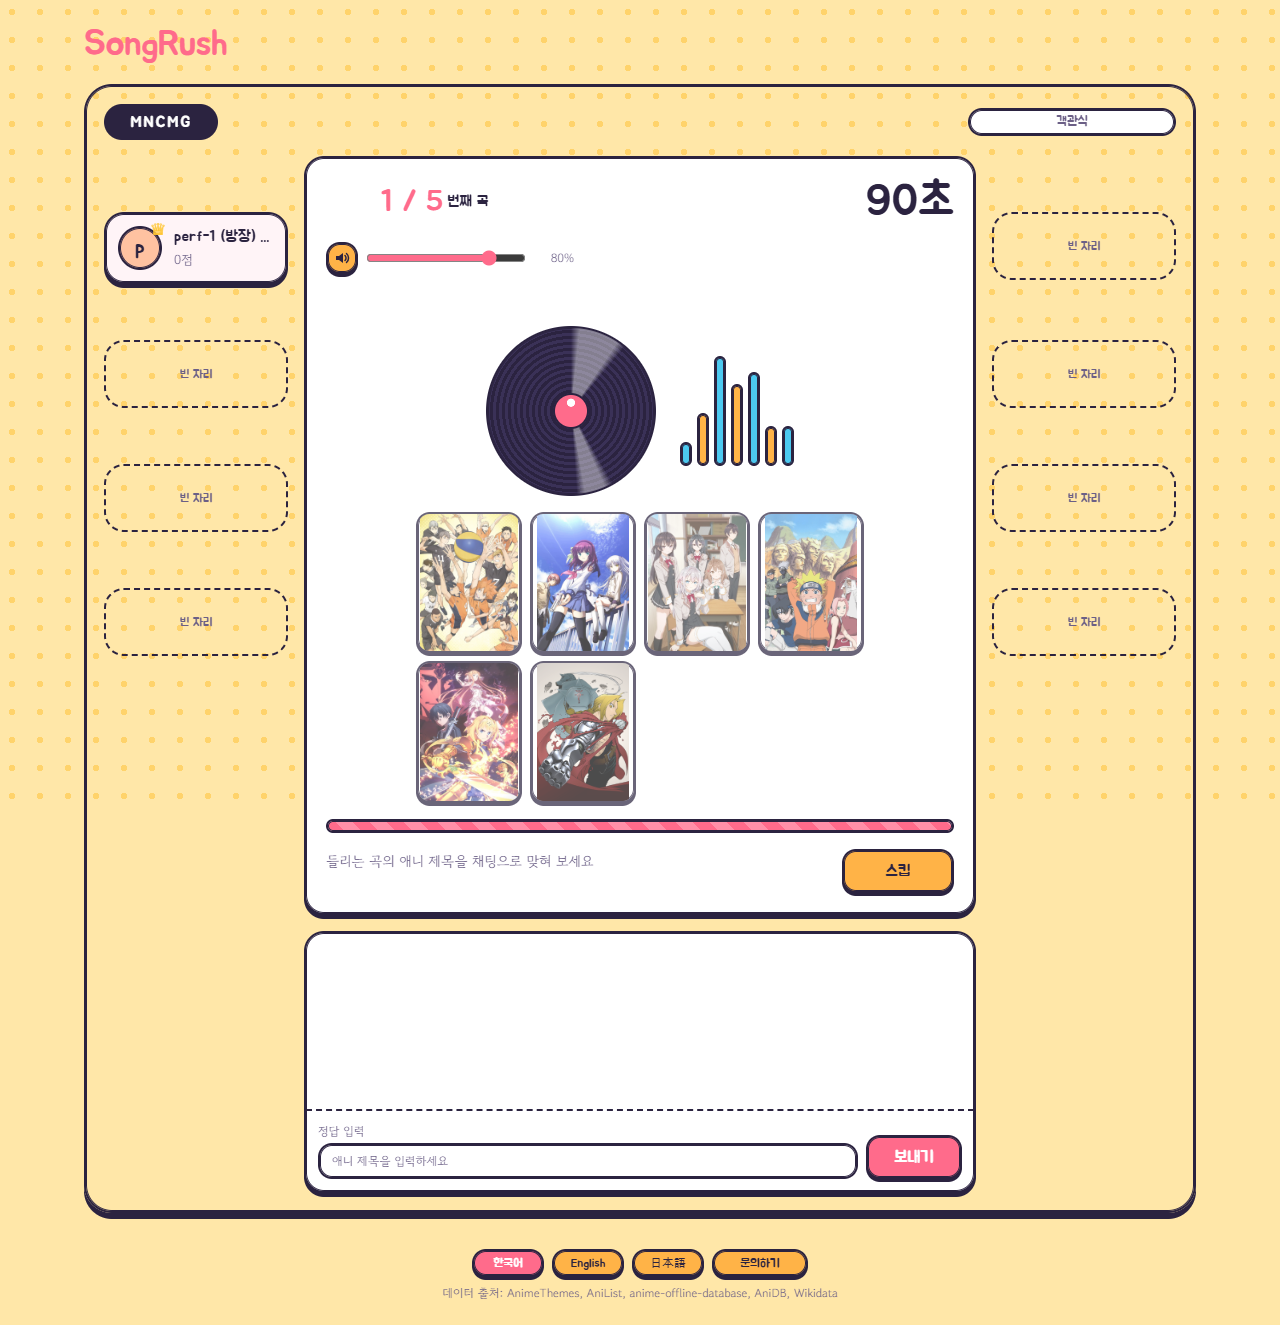 SongRush
MNCMG
객관식
1 / 5 번째 곡
90초
80%
P
perf-1 (방장) ...
0점
빈 자리
빈 자리
빈 자리
빈 자리
빈 자리
빈 자리
빈 자리
들리는 곡의 애니 제목을 채팅으로 맞혀 보세요
스킵
정답 입력
애니 제목을 입력하세요
보내기
한국어
English
日本語
문의하기
데이터 출처: AnimeThemes, AniList, anime-offline-database, AniDB, Wikidata